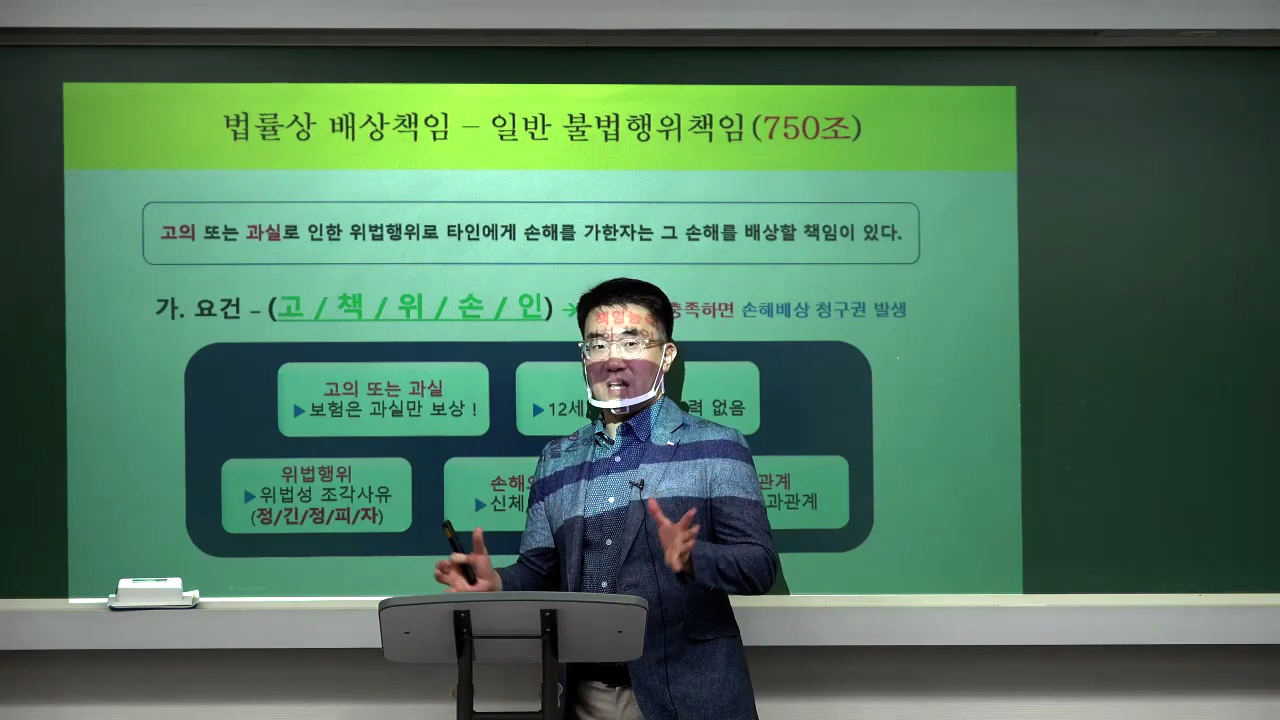 법률상 배상책임 – 일반 불법행위책임(750조)
고의 또는 과실로 인한 위법행위로 타인에게 손해를 가한자는 그 손해를 배상할 책임이 있다.
가. 요건 – (고 / 책 / 위 / 손 / 인) → 충족하면 손해배상 청구권 발생
고의 또는 과실
▶보험은 과실만 보상 !
▶12세 력 없음
위법행위
▶위법성 조각사유
(정/긴/정/피/자)
손해의
▶신체
관계
과관계